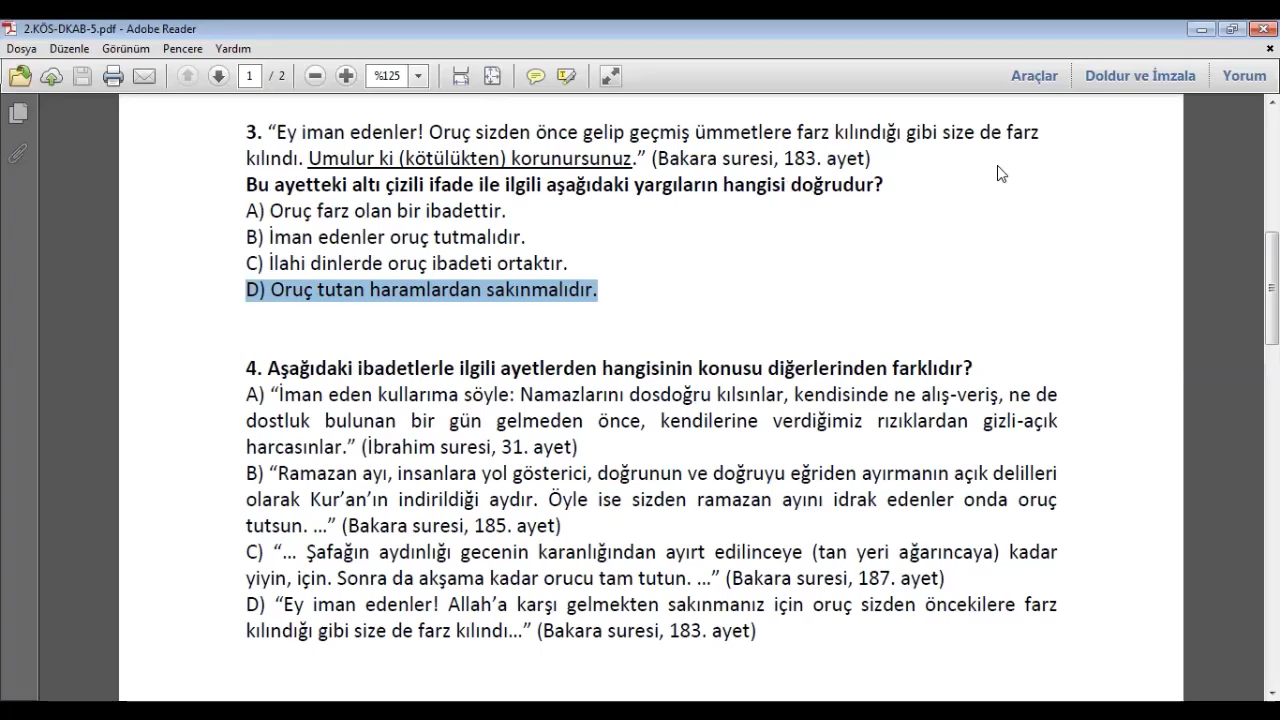 2.KÖS-DKAB-5.pdf - Adobe Reader
Dosya Düzenle Görünüm Pencere Yardım
1 / 2 %125 Araçlar Doldur ve İmzala Yorum
3. “Ey iman edenler! Oruç sizden önce gelip geçmiş ümmetlere farz kılındığı gibi size de farz
kılındı. Umulur ki (kötülükten) korunursunuz.” (Bakara suresi, 183. ayet)
Bu ayetteki altı çizili ifade ile ilgili aşağıdaki yargıların hangisi doğrudur?
A) Oruç farz olan bir ibadettir.
B) İman edenler oruç tutmalıdır.
C) İlahi dinlerde oruç ibadeti ortaktır.
D) Oruç tutan haramlardan sakınmalıdır.
4. Aşağıdaki ibadetlerle ilgili ayetlerden hangisinin konusu diğerlerinden farklıdır?
A) “İman eden kullarıma söyle: Namazlarını dosdoğru kılsınlar, kendisinde ne alış-veriş, ne de
dostluk bulunan bir gün gelmeden önce, kendilerine verdiğimiz rızıklardan gizli-açık
harcasınlar.” (İbrahim suresi, 31. ayet)
B) “Ramazan ayı, insanlara yol gösterici, doğrunun ve doğruyu eğriden ayırmanın açık delilleri
olarak Kur’an’ın indirildiği aydır. Öyle ise sizden ramazan ayını idrak edenler onda oruç
tutsun. …” (Bakara suresi, 185. ayet)
C) “… Şafağın aydınlığı gecenin karanlığından ayırt edilinceye (tan yeri ağarıncaya) kadar
yiyin, için. Sonra da akşama kadar orucu tam tutun. …” (Bakara suresi, 187. ayet)
D) “Ey iman edenler! Allah’a karşı gelmekten sakınmanız için oruç sizden öncekilere farz
kılındığı gibi size de farz kılındı…” (Bakara suresi, 183. ayet)